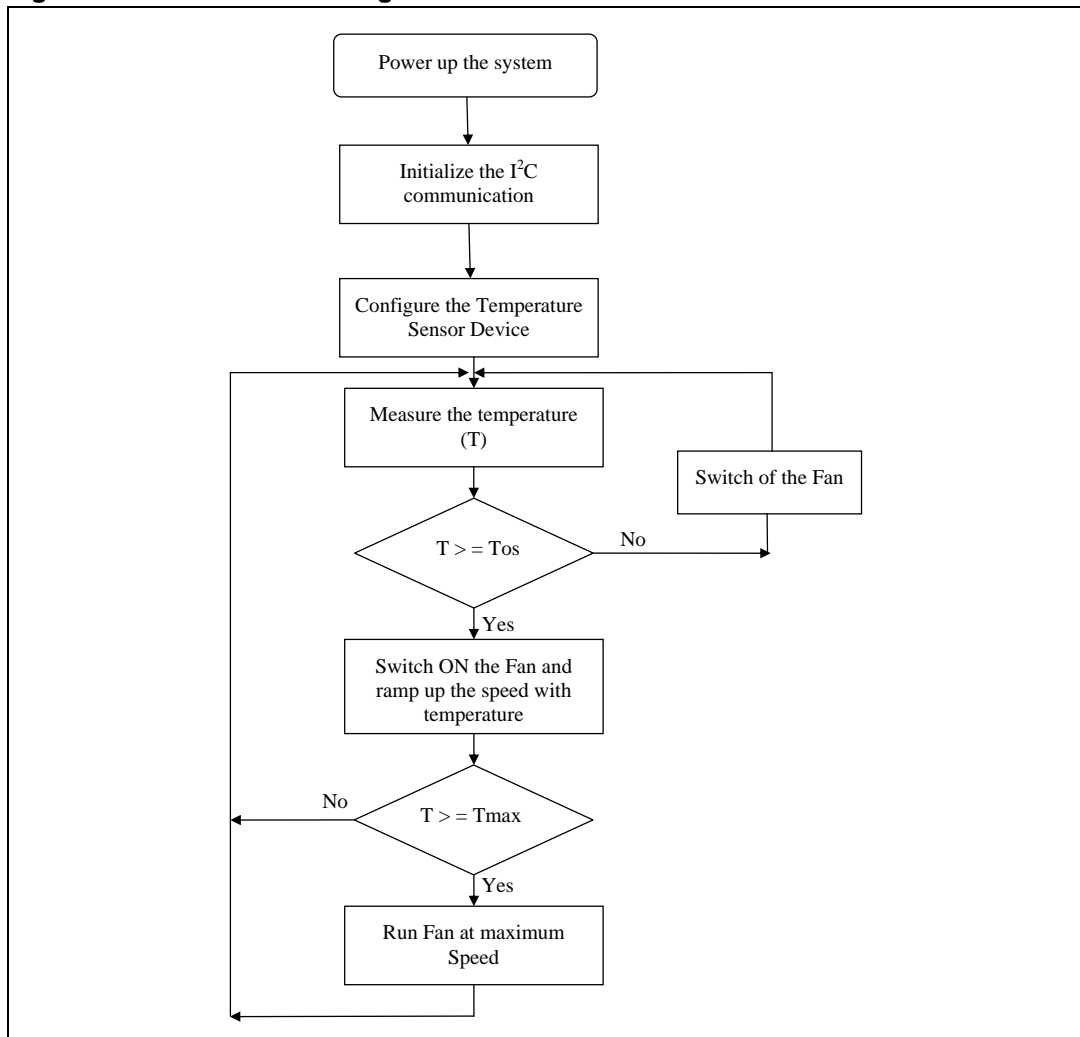 Power up the system
Initialize the I²C
communication
Configure the Temperature
Sensor Device
Measure the temperature
(T)
Switch of the Fan
T > = Tos
No
Yes
Switch ON the Fan and
ramp up the speed with
temperature
No
T > = Tmax
Yes
Run Fan at maximum
Speed